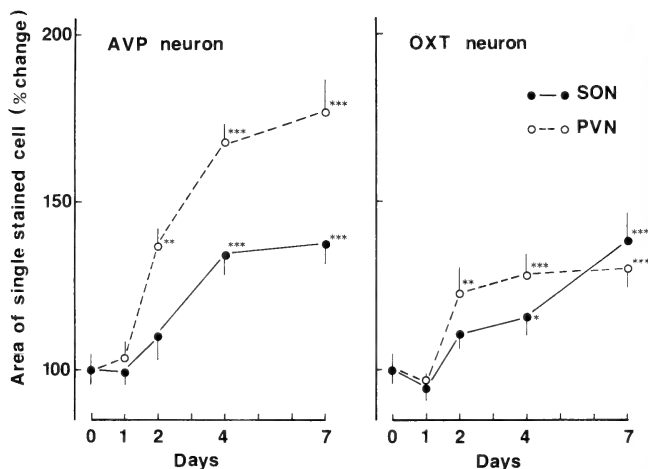 200
AVP neuron
OXT neuron
SON
PVN
Area of single stained cell (% change)
***
***
**
***
***
150
***
***
**
***
*
100
0 1 2 4 7
0 1 2 4 7
Days
Days